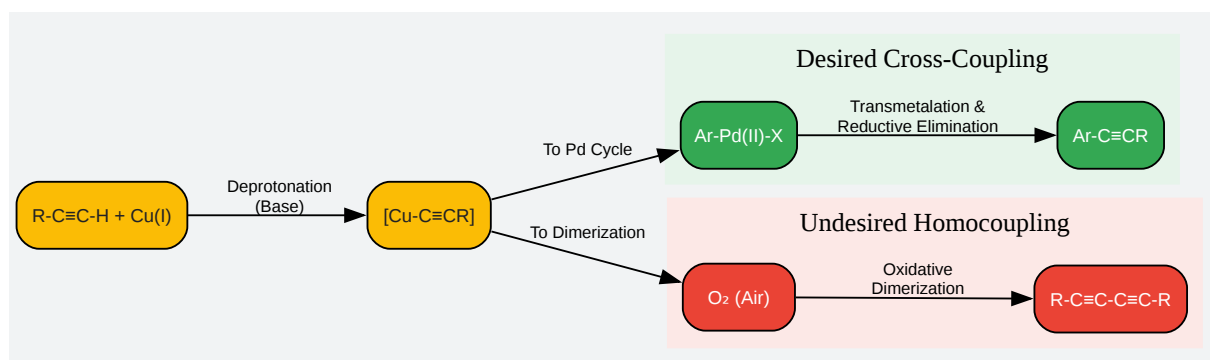 Desired Cross-Coupling
Transmetalation &
Reductive Elimination
Ar-Pd(II)-X
Ar-C≡CR
To Pd Cycle
Deprotonation
(Base)
R-C≡C-H + Cu(I)
[Cu-C≡CR]
To Dimerization
Undesired Homocoupling
Oxidative
Dimerization
O₂ (Air)
R-C≡C-C≡C-R